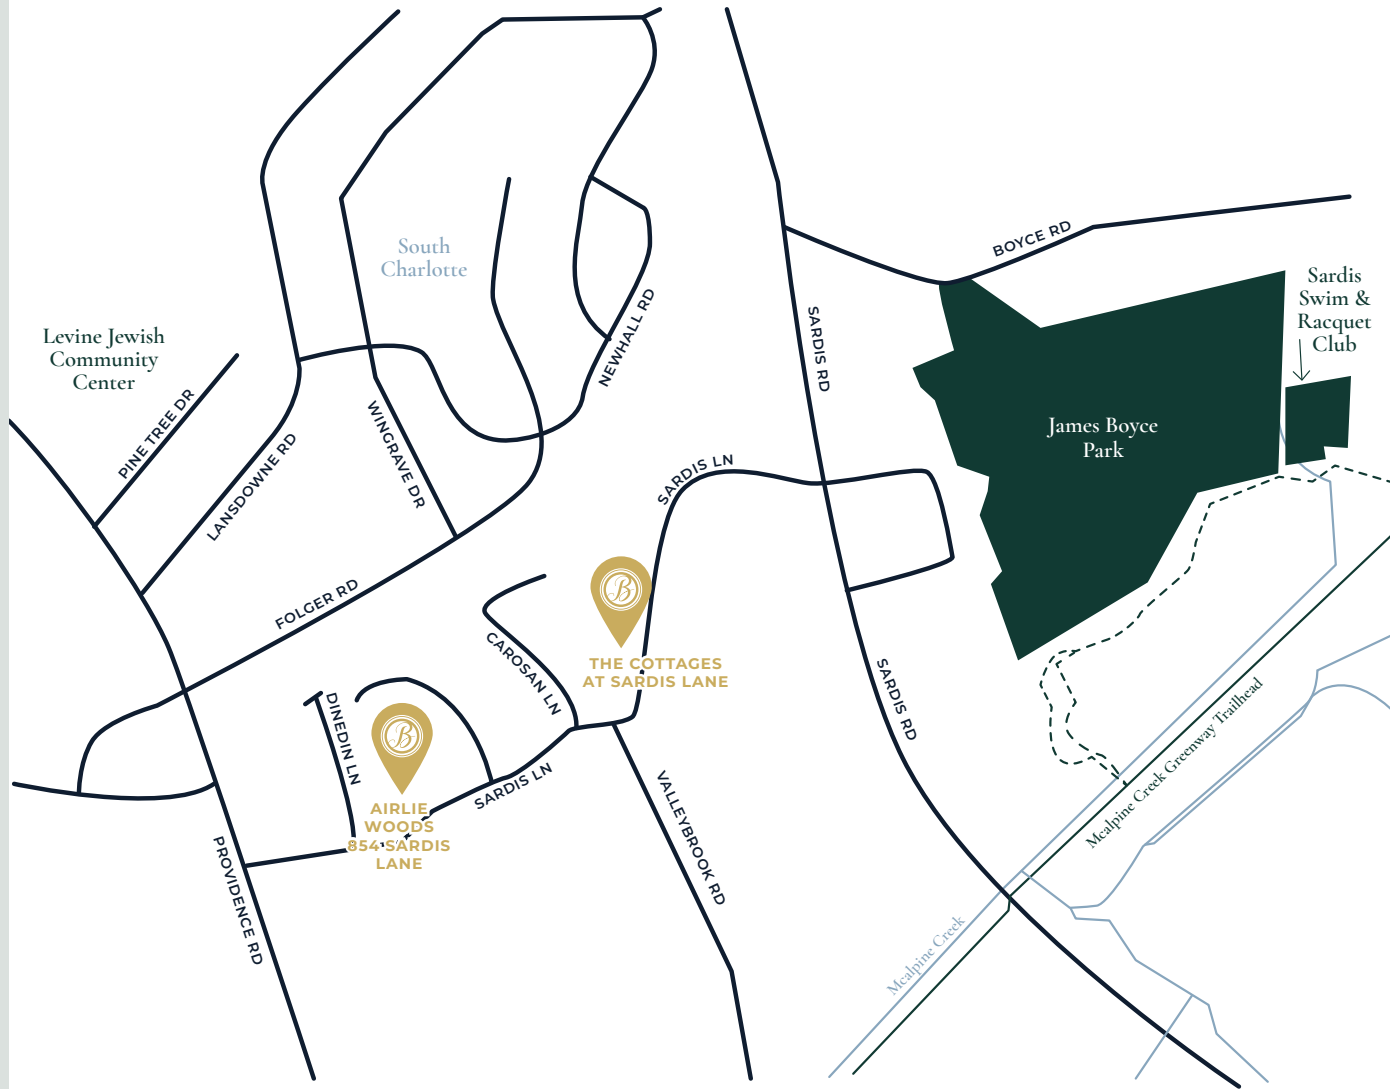 BOYCE RD
South
Charlotte
Sardis
Swim &
Racquet
Club
Levine Jewish
Community
Center
NEWHALL RD
SARDIS RD
PINE TREE DR
WINGRAVE DR
LANSDOWNE RD
James Boyce
Park
SARDIS LN
FOLGER RD
B
CAROSAN LN
THE COTTAGES
AT SARDIS LANE
SARDIS RD
DINEDIN LN
B
Mcalpine Creek Greenway Trailhead
SARDIS LN
AIRLIE
WOODS
854 SARDIS
LANE
VALLEYBROOK RD
PROVIDENCE RD
Mcalpine Creek